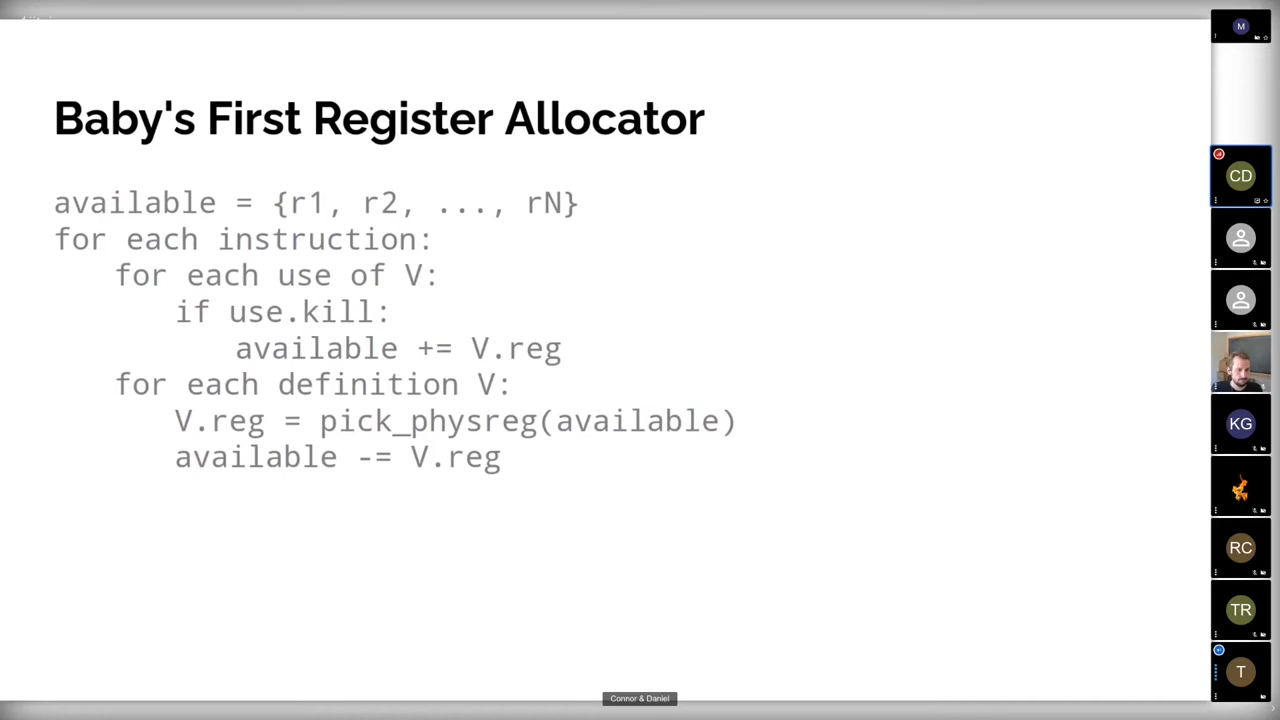 Baby's First Register Allocator
available = {r1, r2, ..., rN}
for each instruction:
for each use of V:
if use.kill:
available += V.reg
for each definition V:
V.reg = pick_physreg(available)
available -= V.reg
Connor & Daniel
M
CD
KG
RC
TR
T